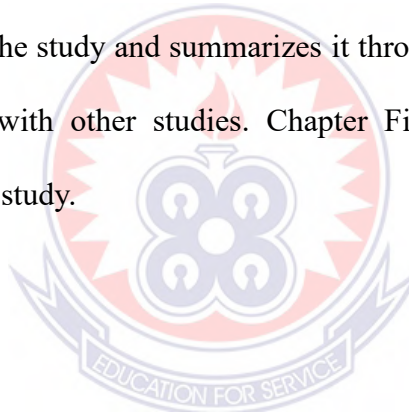 he study and summarizes it thro
with other studies. Chapter Fi
study.
EDUCATION FOR SERVICE